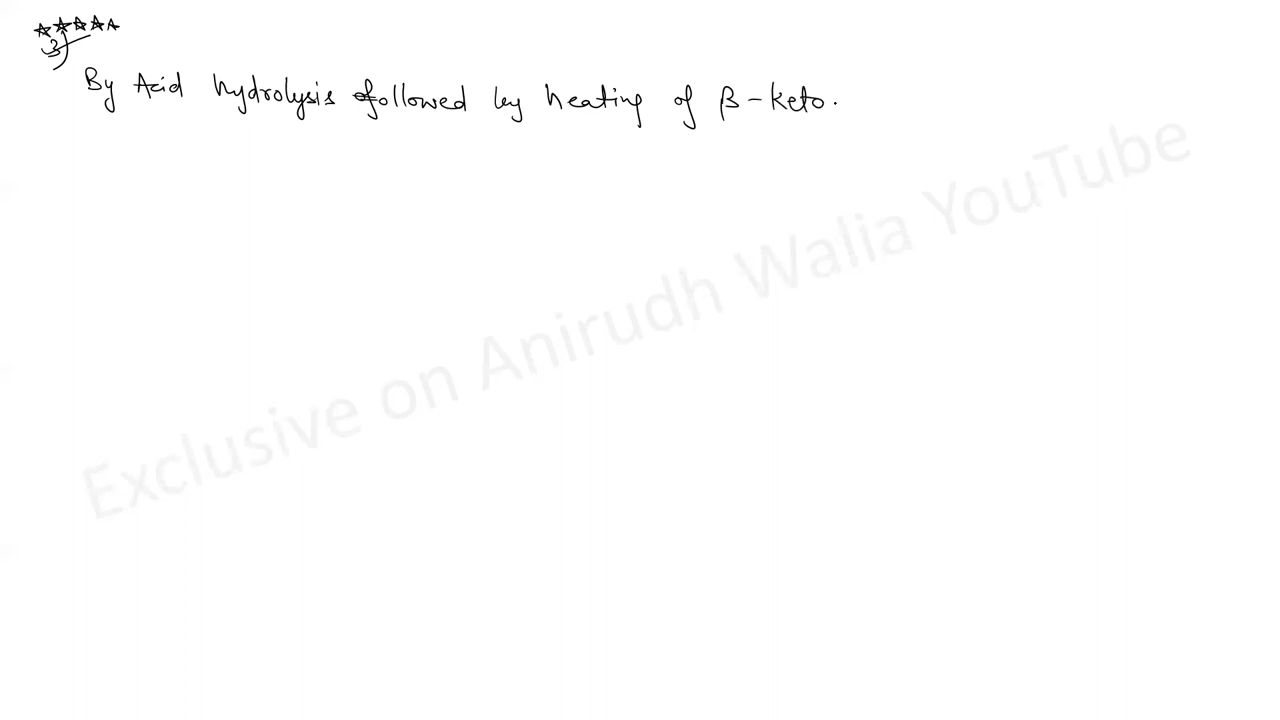 ☆☆☆☆☆
3)
By Acid hydrolysis followed by heating of β-keto.
Exclusive on Anirudh Walia YouTube